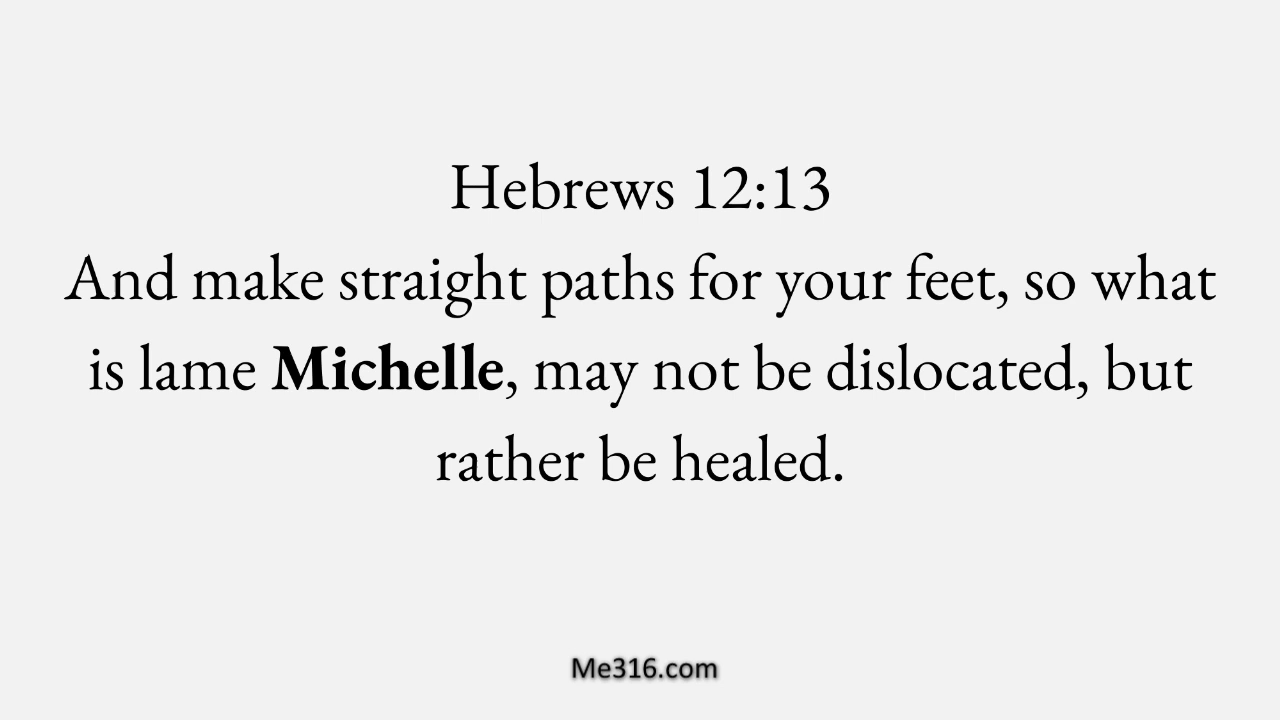 Hebrews 12:13
And make straight paths for your feet, so what
is lame Michelle, may not be dislocated, but
rather be healed.
Me316.com